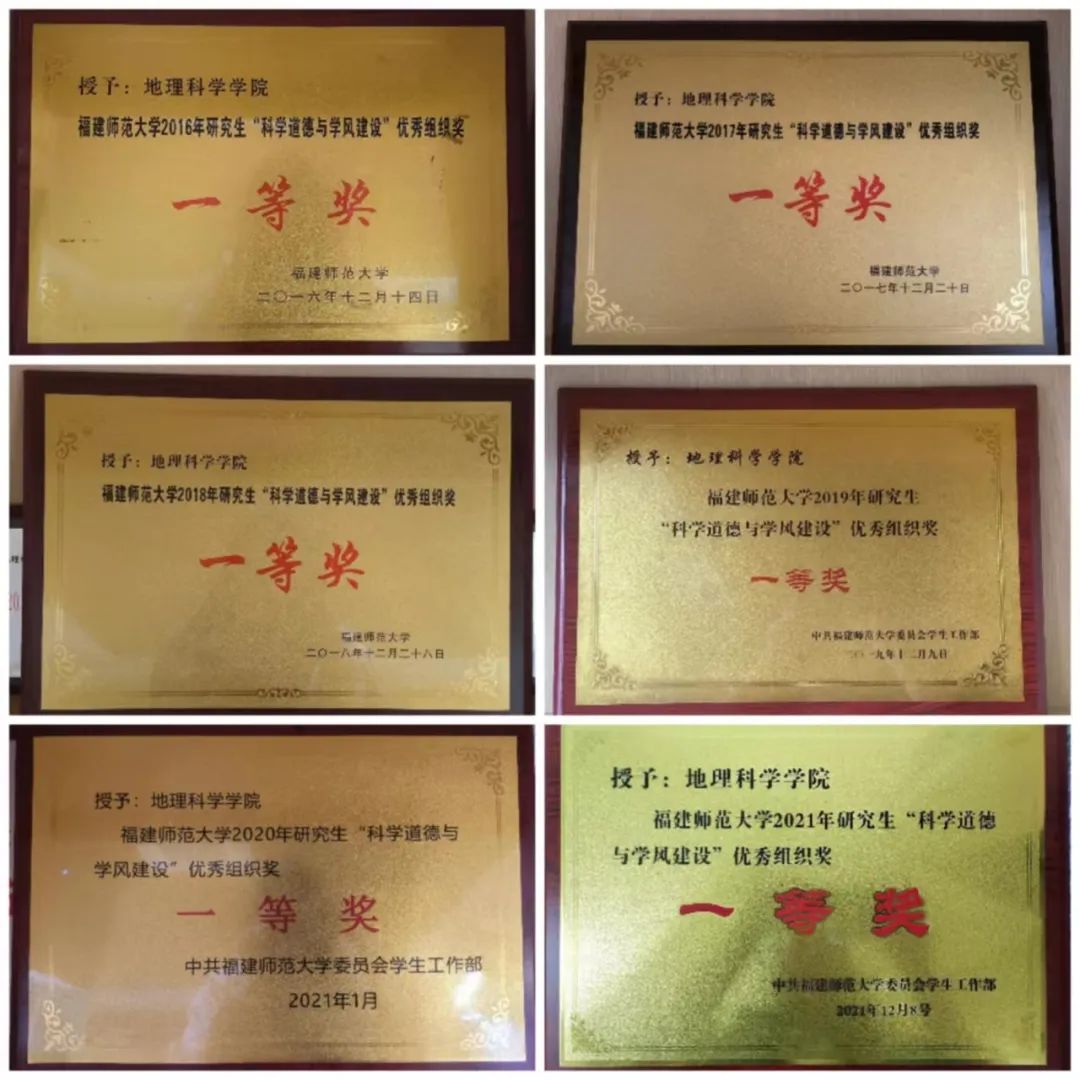 授予：地理科学学院
福建师范大学2016年研究生“科学道德与学风建设”优秀组织奖
一等奖
福建师范大学
二〇一六年十二月十四日
授予：地理科学学院
福建师范大学2017年研究生“科学道德与学风建设”优秀组织奖
一等奖
福建师范大学
二〇一七年十二月二十日
授予：地理科学学院
福建师范大学2018年研究生“科学道德与学风建设”优秀组织奖
一等奖
福建师范大学
二〇一八年十二月二十八日
授予：地理科学学院
福建师范大学2019年研究生
“科学道德与学风建设”优秀组织奖
一等奖
中共福建师范大学委员会学生工作部
二〇一九年十二月九日
授予：地理科学学院
福建师范大学2020年研究生“科学道德与
学风建设”优秀组织奖
一等奖
中共福建师范大学委员会学生工作部
2021年1月
授予：地理科学学院
福建师范大学2021年研究生“科学道德
与学风建设”优秀组织奖
一等奖
中共福建师范大学委员会学生工作部
2021年12月8号